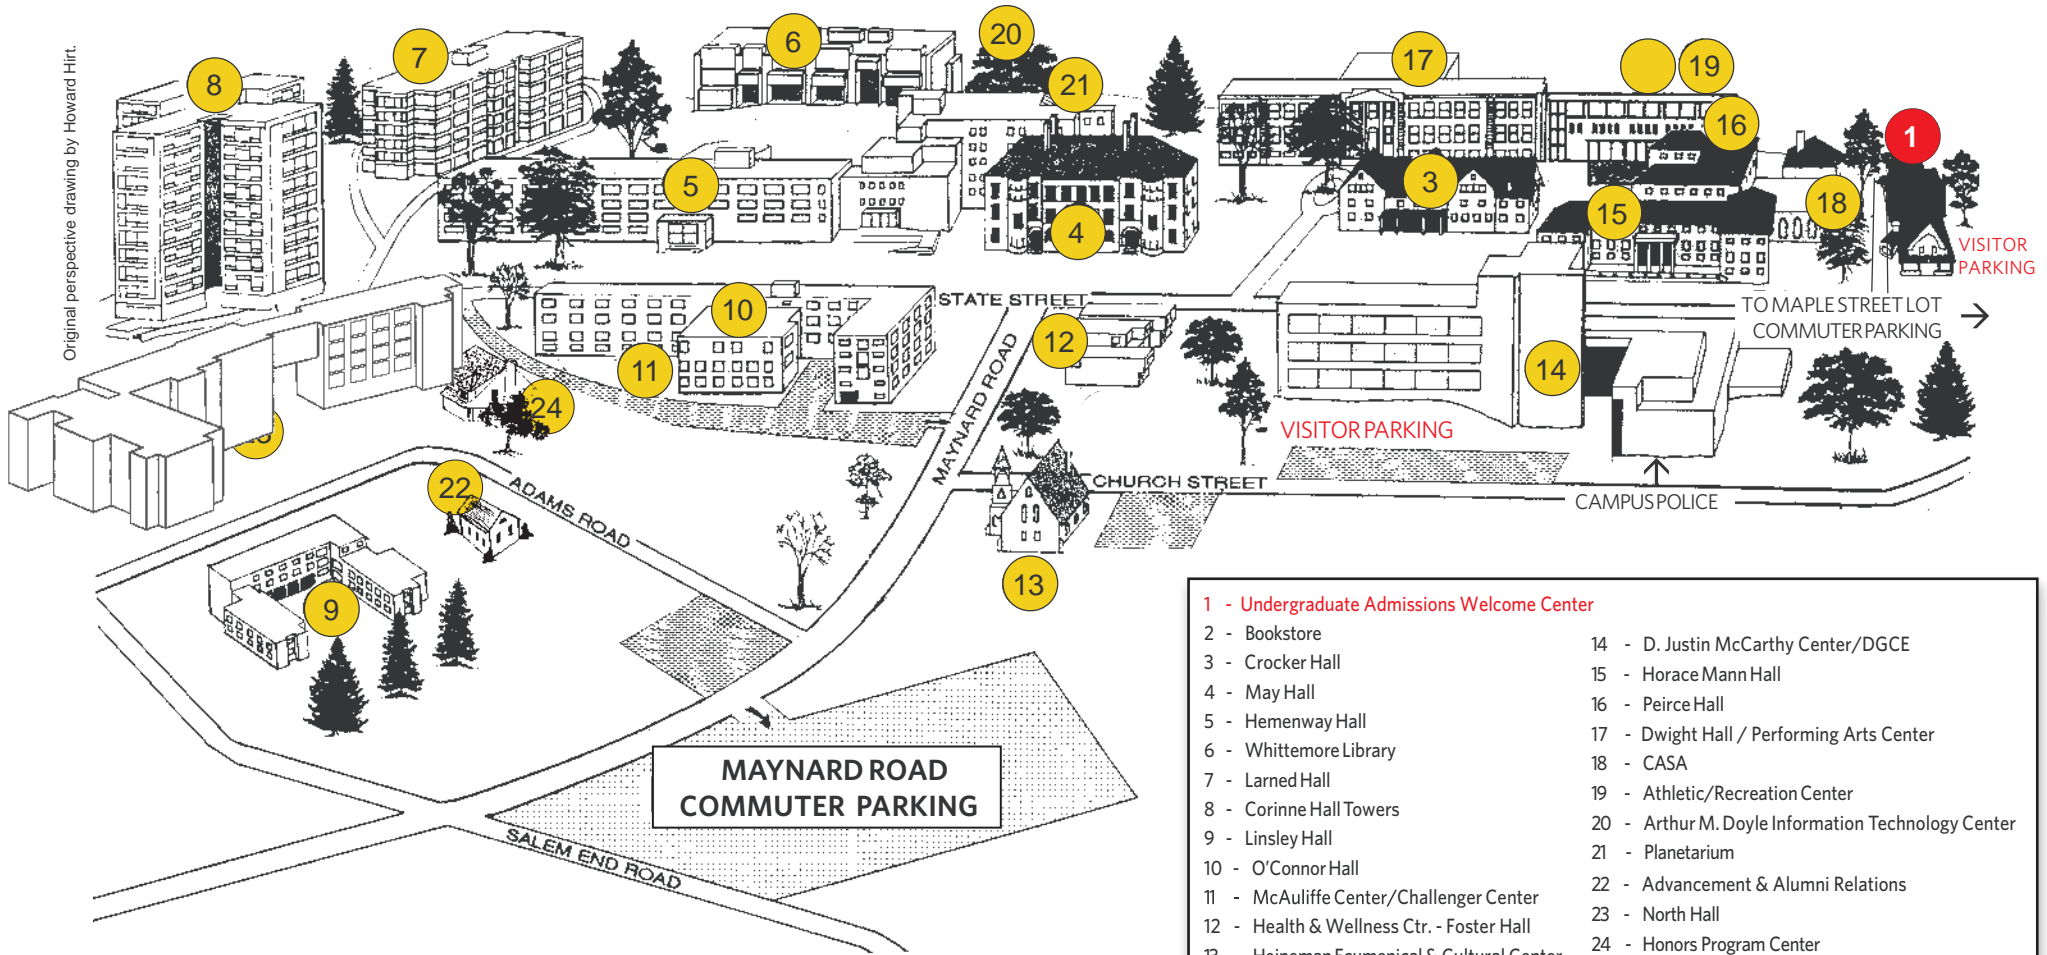 Original perspective drawing by Howard Hirt.
8
7
6
20
21
17
19
16
1
5
4
3
15
18
VISITOR
PARKING
STATE STREET
TO MAPLE STREET LOT
COMMUTER PARKING
10
11
12
14
MAYNARD ROAD
24
VISITOR PARKING
CHURCH STREET
CAMPUS POLICE
22
ADAMS ROAD
13
9
MAYNARD ROAD
COMMUTER PARKING
SALEM END ROAD
1 - Undergraduate Admissions Welcome Center
2 - Bookstore
3 - Crocker Hall
4 - May Hall
5 - Hemenway Hall
6 - Whittemore Library
7 - Larned Hall
8 - Corinne Hall Towers
9 - Linsley Hall
10 - O'Connor Hall
11 - McAuliffe Center/Challenger Center
12 - Health & Wellness Ctr. - Foster Hall
13 - Heineman Ecumenical & Cultural Center
14 - D. Justin McCarthy Center/DGCE
15 - Horace Mann Hall
16 - Peirce Hall
17 - Dwight Hall / Performing Arts Center
18 - CASA
19 - Athletic/Recreation Center
20 - Arthur M. Doyle Information Technology Center
21 - Planetarium
22 - Advancement & Alumni Relations
23 - North Hall
24 - Honors Program Center